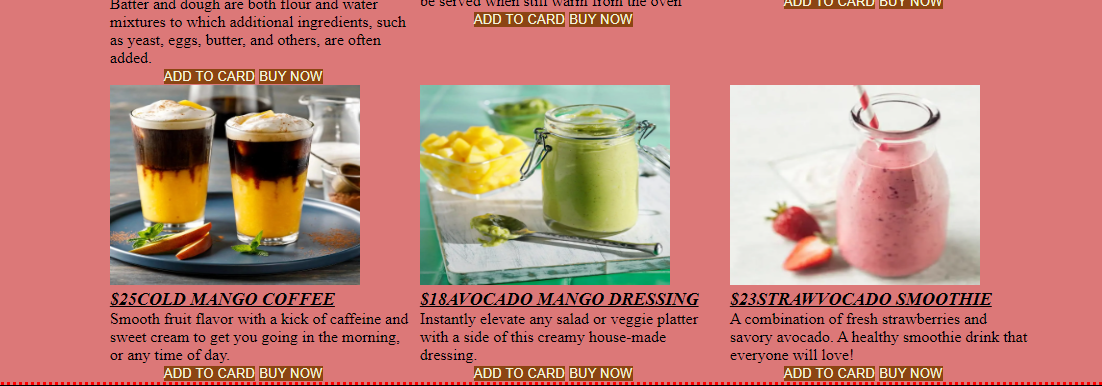 Batter and dough are both flour and water
mixtures to which additional ingredients, such
as yeast, eggs, butter, and others, are often
added.
ADD TO CARD BUY NOW
be served when still warm from the oven
ADD TO CARD BUY NOW
ADD TO CARD BUY NOW
$25COLD MANGO COFFEE
Smooth fruit flavor with a kick of caffeine and
sweet cream to get you going in the morning,
or any time of day.
ADD TO CARD BUY NOW
$18AVOCADO MANGO DRESSING
Instantly elevate any salad or veggie platter
with a side of this creamy house-made
dressing.
ADD TO CARD BUY NOW
$23STRAWVOCADO SMOOTHIE
A combination of fresh strawberries and
savory avocado. A healthy smoothie drink that
everyone will love!
ADD TO CARD BUY NOW